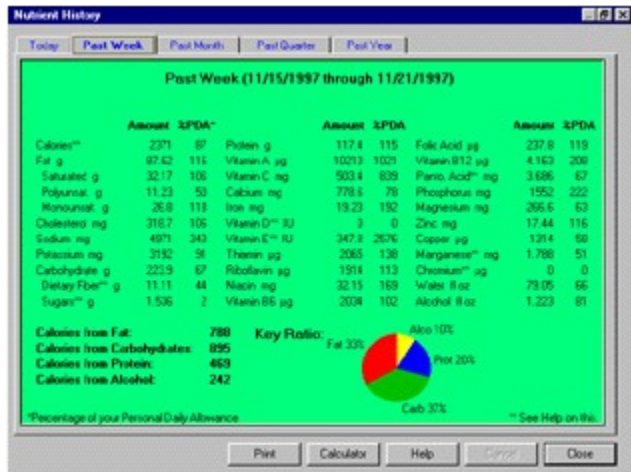 Nutrient History
Today Past Week Past Month Past Quarter Past Year
Past Week (11/15/1997 through 11/21/1997)
Amount %PDA* Amount %PDA Amount %PDA
Calories** 2371 87 Protein g 117.4 115 Folic Acid µg 237.8 119
Fat g 87.62 116 Vitamin A µg 10213 1021 Vitamin B12 µg 4.163 208
Saturated g 32.17 106 Vitamin C mg 503.4 839 Panto. Acid** mg 3.686 67
Polyunsat. g 11.23 53 Calcium mg 778.6 78 Phosphorus mg 1552 222
Monounsat. g 26.8 118 Iron mg 19.23 192 Magnesium mg 266.6 63
Cholesterol mg 318.7 106 Vitamin D** IU 0 Zinc mg 17.44 116
Sodium mg 4971 343 Vitamin E** IU 347.8 2576 Copper µg 1314 58
Potassium mg 3192 91 Thiamin µg 2065 138 Manganese** mg 1.788 51
Carbohydrate g 223.9 67 Riboflavin µg 1914 113 Chromium** µg 0 0
Dietary Fiber** g 11.11 44 Niacin mg 32.15 169 Water fl oz 79.05 66
Sugars** g 1.536 2 Vitamin B6 µg 2034 102 Alcohol fl oz 1.223 81
Calories from Fat: 788
Calories from Carbohydrates: 895
Calories from Protein: 469
Calories from Alcohol: 242
Key Ratio:
Alco 10%
Fat 33%
Prot 20%
Carb 37%
*Percentage of your Personal Daily Allowance ** See Help on this.
Print Calculator Help Cancel Close